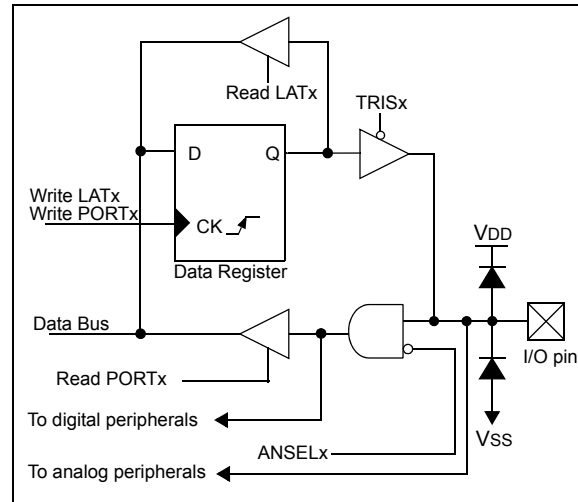 Read LATx
TRISx
D
Q
Write LATx
Write PORTx
CK
Data Register
VDD
Data Bus
I/O pin
Read PORTx
To digital peripherals
VSS
ANSELx
To analog peripherals